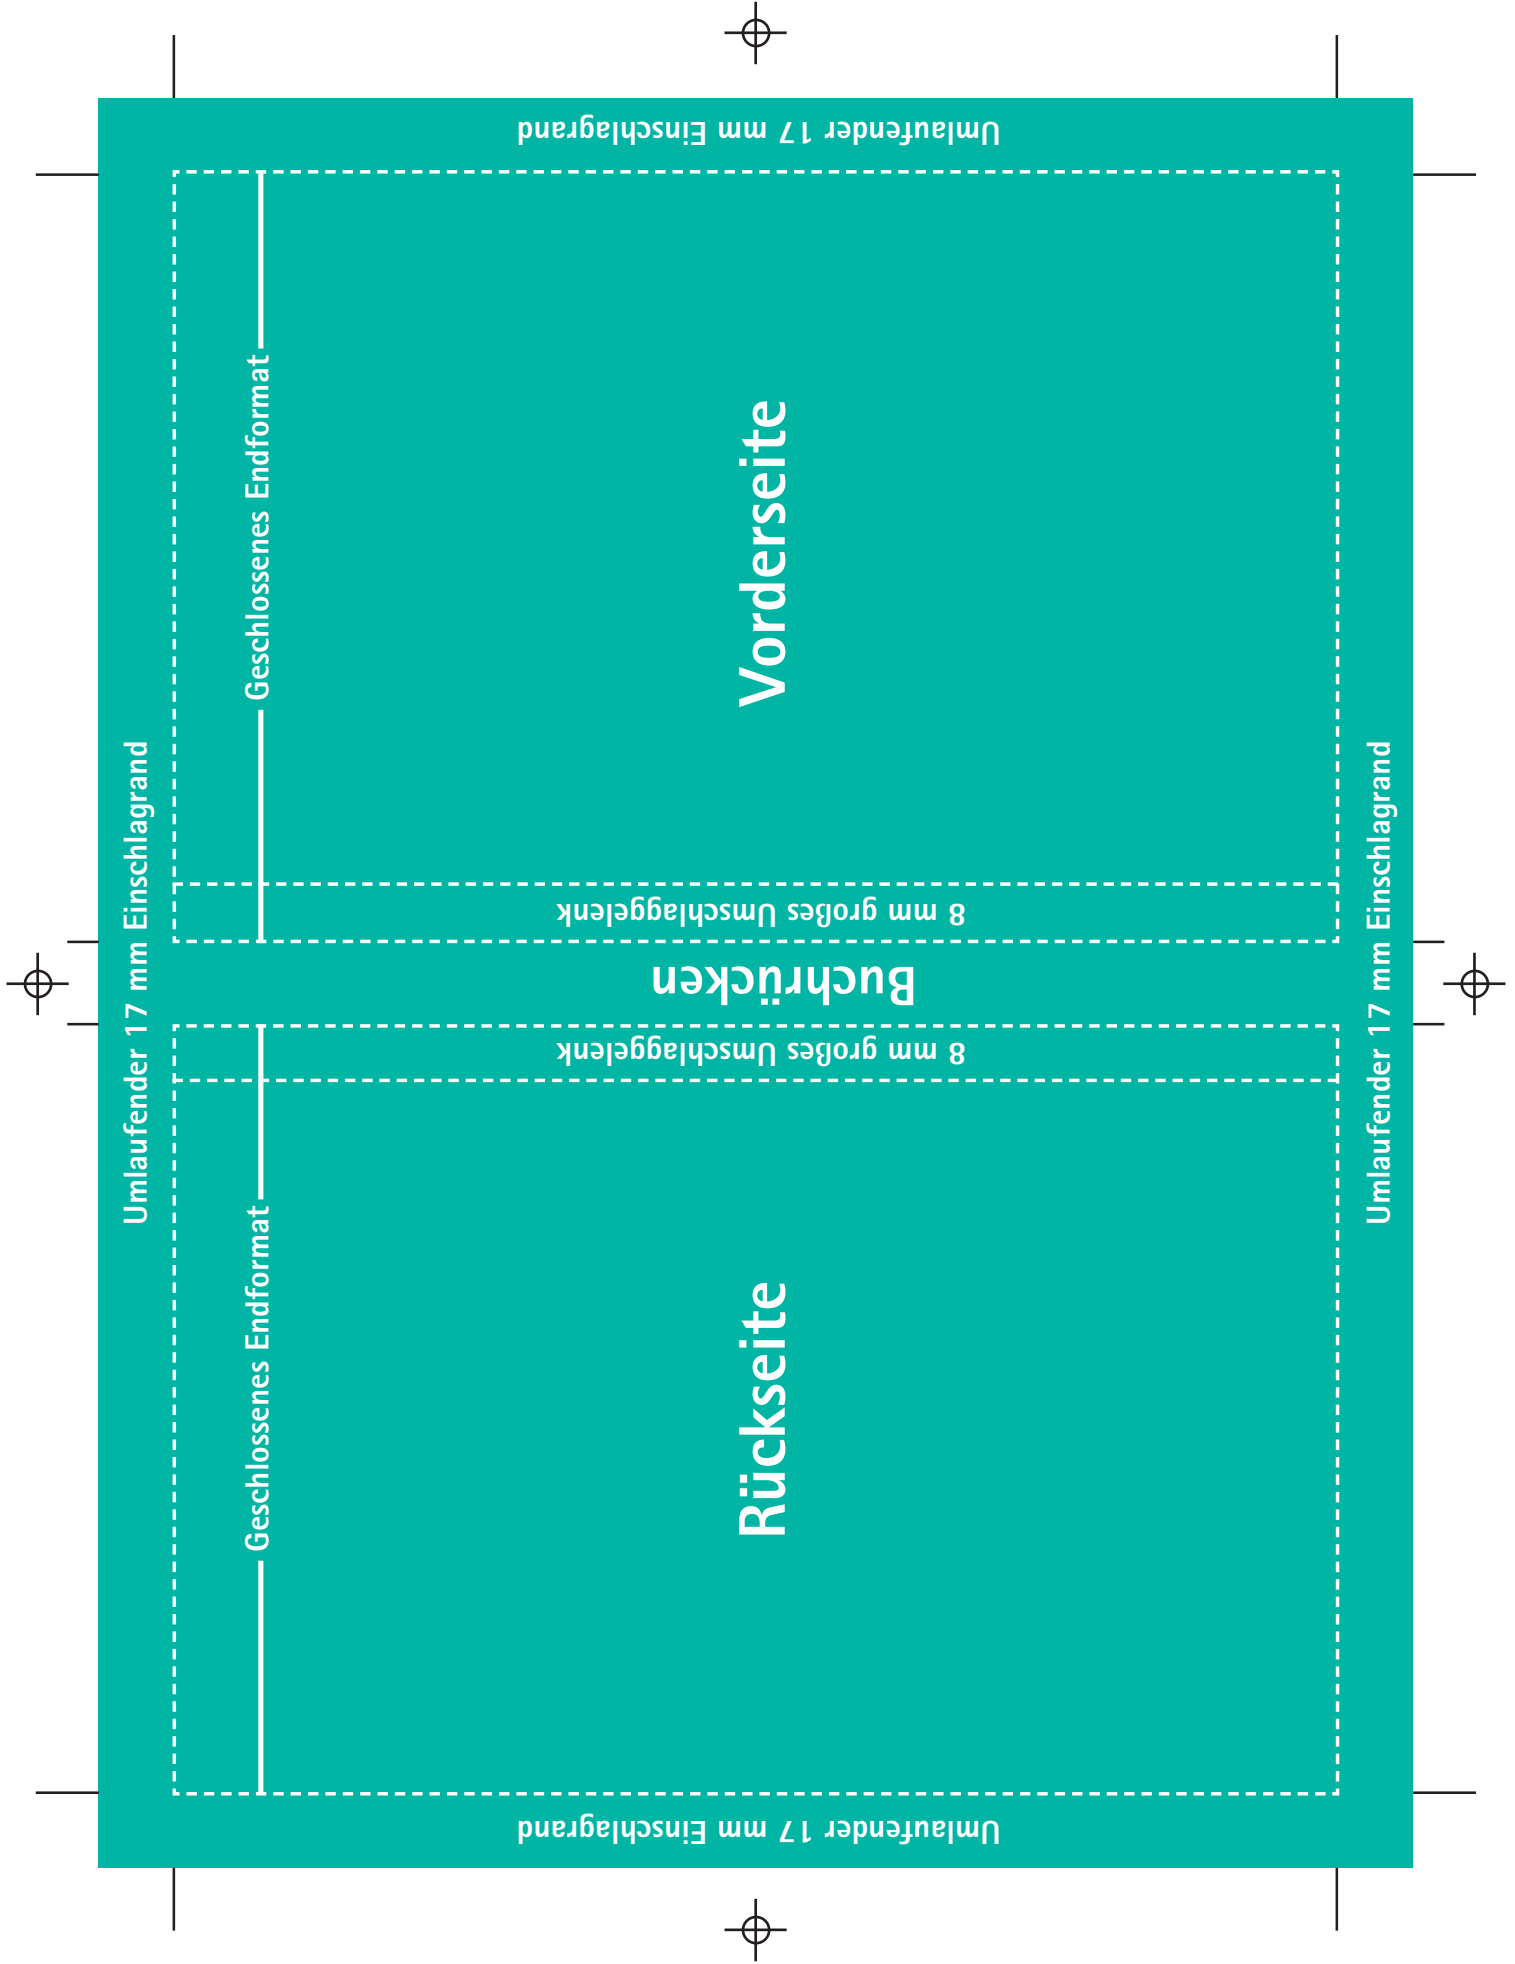 Umlaufender 17 mm Einschlagrand
Geschlossenes Endformat
Vorderseite
Umlaufender 17 mm Einschlagrand
Umlaufender 17 mm Einschlagrand
8 mm großes Umschlaggelenk
Buchrücken
8 mm großes Umschlaggelenk
Geschlossenes Endformat
Rückseite
Umlaufender 17 mm Einschlagrand